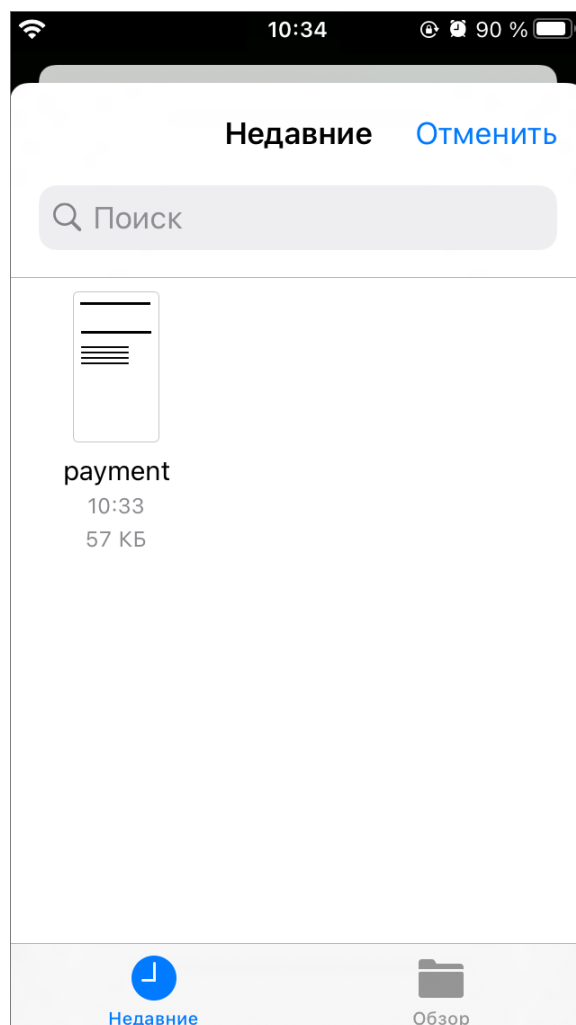 10:34 90 %
Недавние Отменить
Поиск
payment
10:33
57 КБ
Недавние Обзор